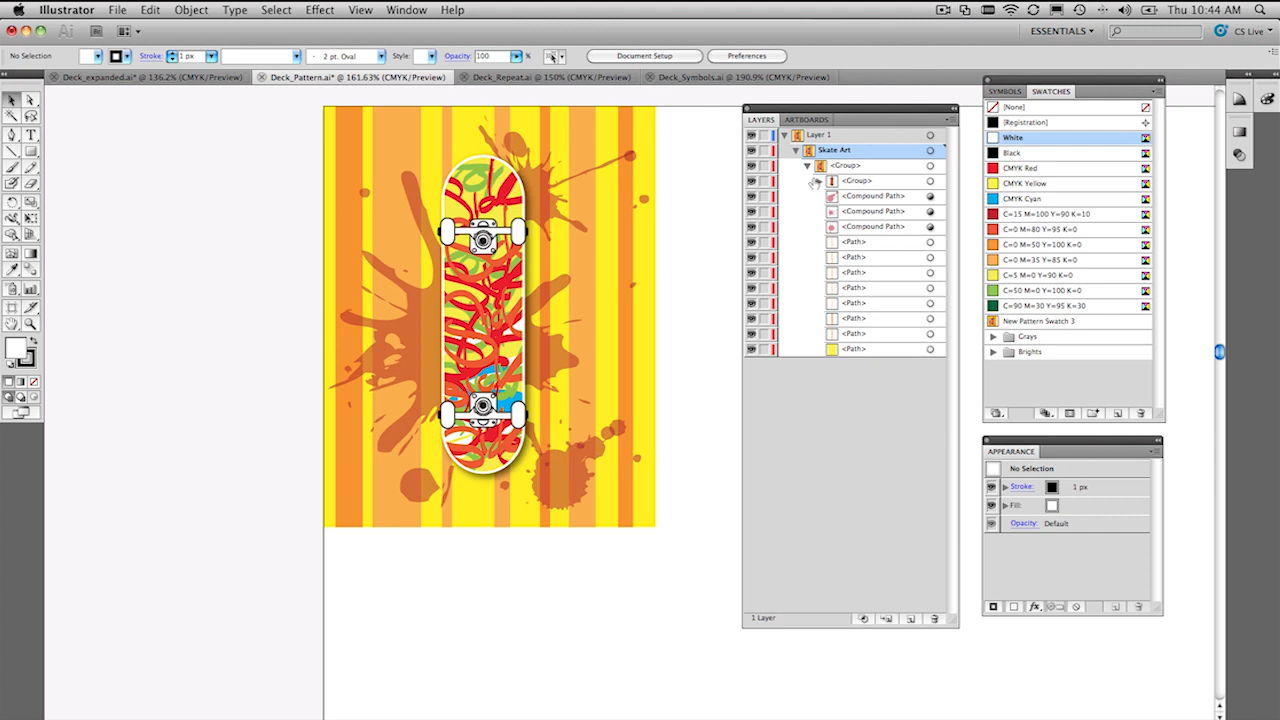 Illustrator File Edit Object Type Select Effect View Window Help Thu 10:44 AM
Ai Br ESSENTIALS CS Live
No Selection Stroke: 1 px 2 pt. Oval Style: Opacity: 100 % Document Setup Preferences
Deck_expanded.ai* @ 136.2% (CMYK/Preview) Deck_Pattern.ai* @ 161.63% (CMYK/Preview) Deck_Repeat.ai @ 150% (CMYK/Preview) Deck_Symbols.ai @ 190.9% (CMYK/Preview)
LAYERS ARTBOARDS
Layer 1
Skate Art
<Group>
<Group>
<Compound Path>
<Compound Path>
<Compound Path>
<Path>
<Path>
<Path>
<Path>
<Path>
<Path>
<Path>
<Path>
1 Layer
SYMBOLS SWATCHES
[None]
[Registration]
White
Black
CMYK Red
CMYK Yellow
CMYK Cyan
C=15 M=100 Y=90 K=10
C=0 M=80 Y=95 K=0
C=0 M=50 Y=100 K=0
C=0 M=35 Y=85 K=0
C=5 M=0 Y=90 K=0
C=50 M=0 Y=100 K=0
C=90 M=30 Y=95 K=30
New Pattern Swatch 3
Grays
Brights
APPEARANCE
No Selection
Stroke: 1 px
Fill:
Opacity: Default
fx